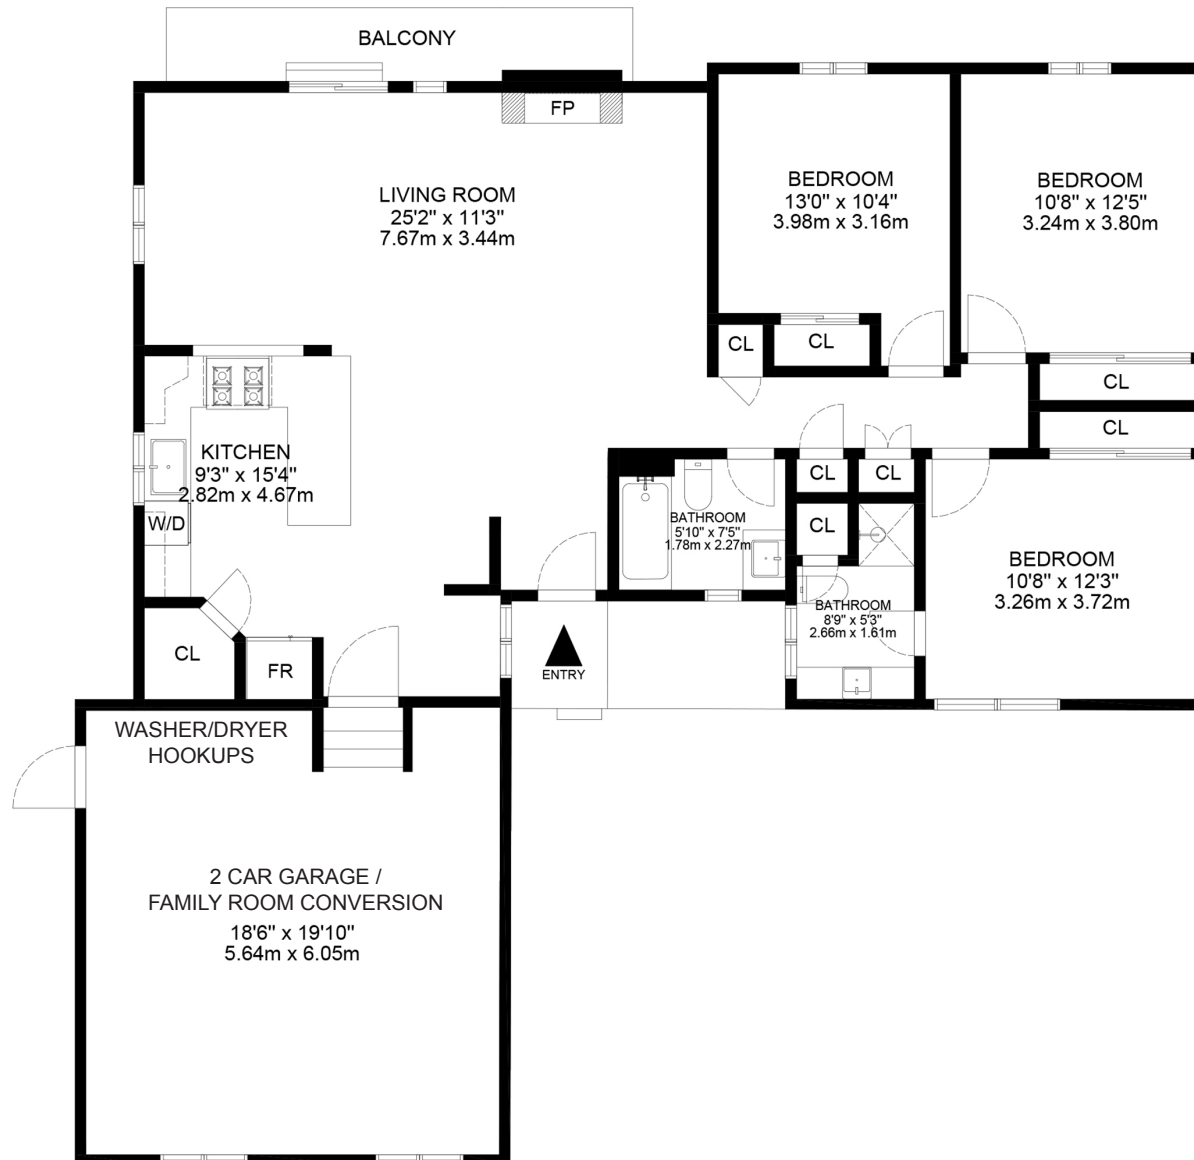 BALCONY
FP
LIVING ROOM
25'2" x 11'3"
7.67m x 3.44m
BEDROOM
13'0" x 10'4"
3.98m x 3.16m
BEDROOM
10'8" x 12'5"
3.24m x 3.80m
CL
CL
CL
CL
KITCHEN
9'3" x 15'4"
2.82m x 4.67m
W/D
CL
CL
CL
BATHROOM
5'10" x 7'5"
1.78m x 2.27m
BATHROOM
8'9" x 5'3"
2.66m x 1.61m
BEDROOM
10'8" x 12'3"
3.26m x 3.72m
CL
FR
ENTRY
WASHER/DRYER
HOOKUPS
2 CAR GARAGE /
FAMILY ROOM CONVERSION
18'6" x 19'10"
5.64m x 6.05m